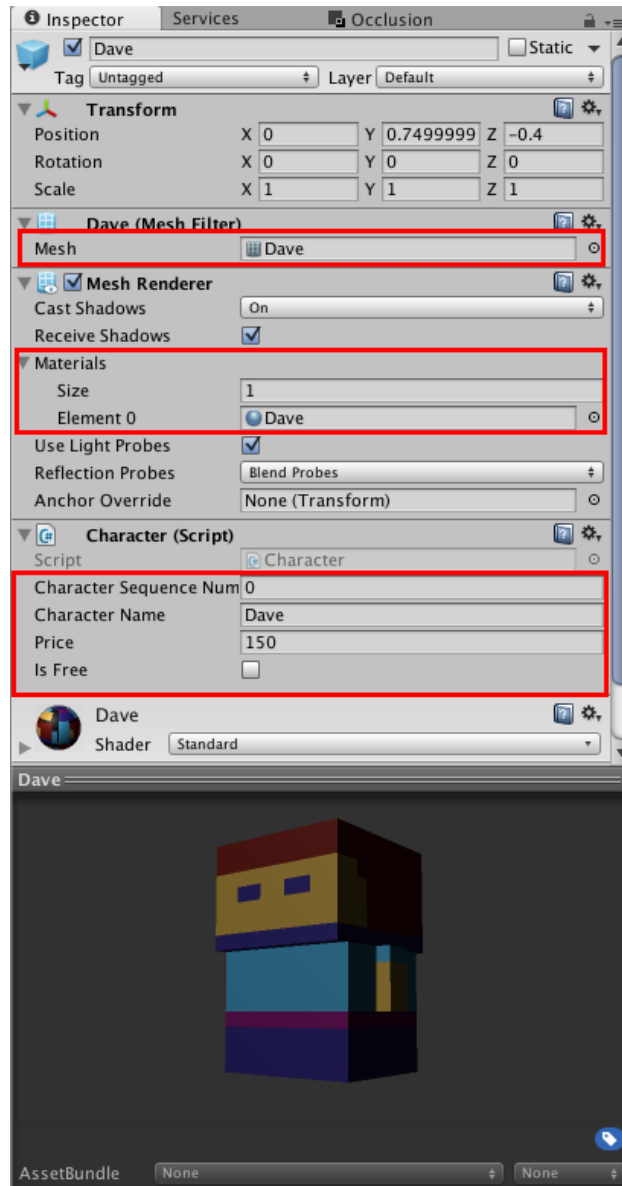 Inspector Services Occlusion
Dave Static
Tag Untagged Layer Default
Transform
Position X 0 Y 0.7499999 Z -0.4
Rotation X 0 Y 0 Z 0
Scale X 1 Y 1 Z 1
Dave (Mesh Filter)
Mesh Dave
Mesh Renderer
Cast Shadows On
Receive Shadows
Materials
Size 1
Element 0 Dave
Use Light Probes
Reflection Probes Blend Probes
Anchor Override None (Transform)
Character (Script)
Script Character
Character Sequence Num 0
Character Name Dave
Price 150
Is Free
Dave
Shader Standard
Dave
AssetBundle None None